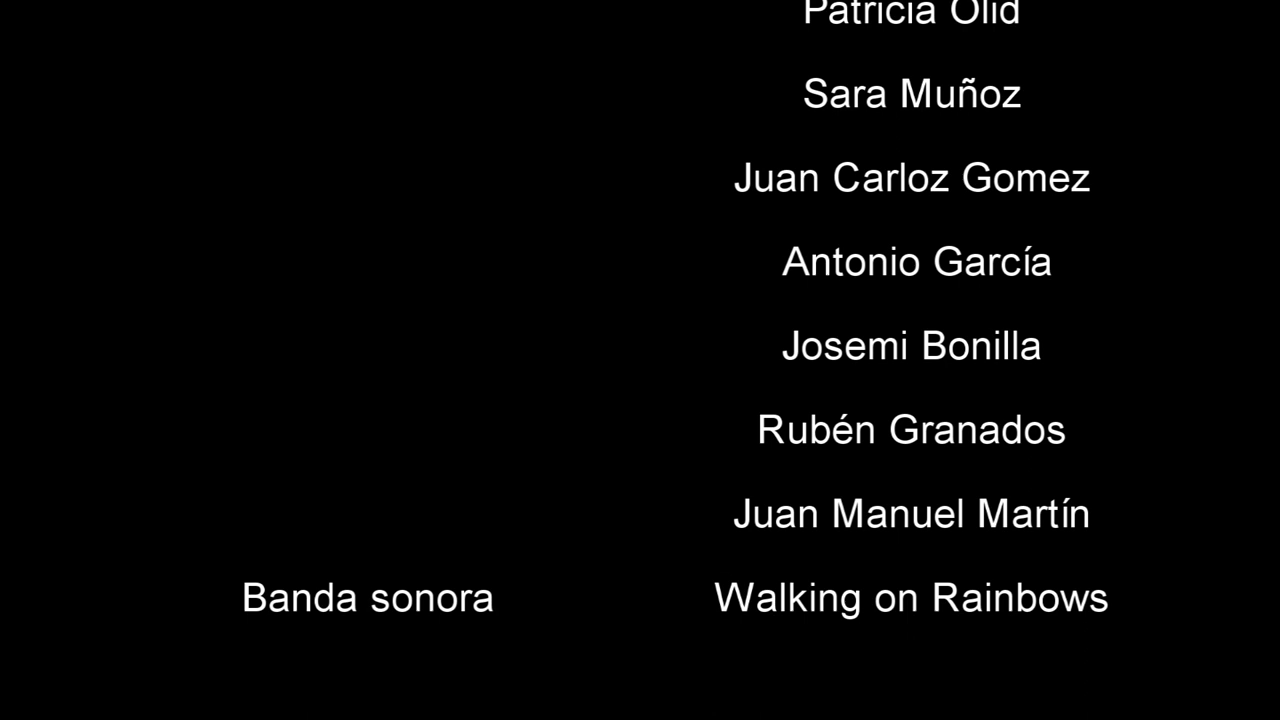 Patricia Olid
Sara Muñoz
Juan Carloz Gomez
Antonio García
Josemi Bonilla
Rubén Granados
Juan Manuel Martín
Banda sonora Walking on Rainbows